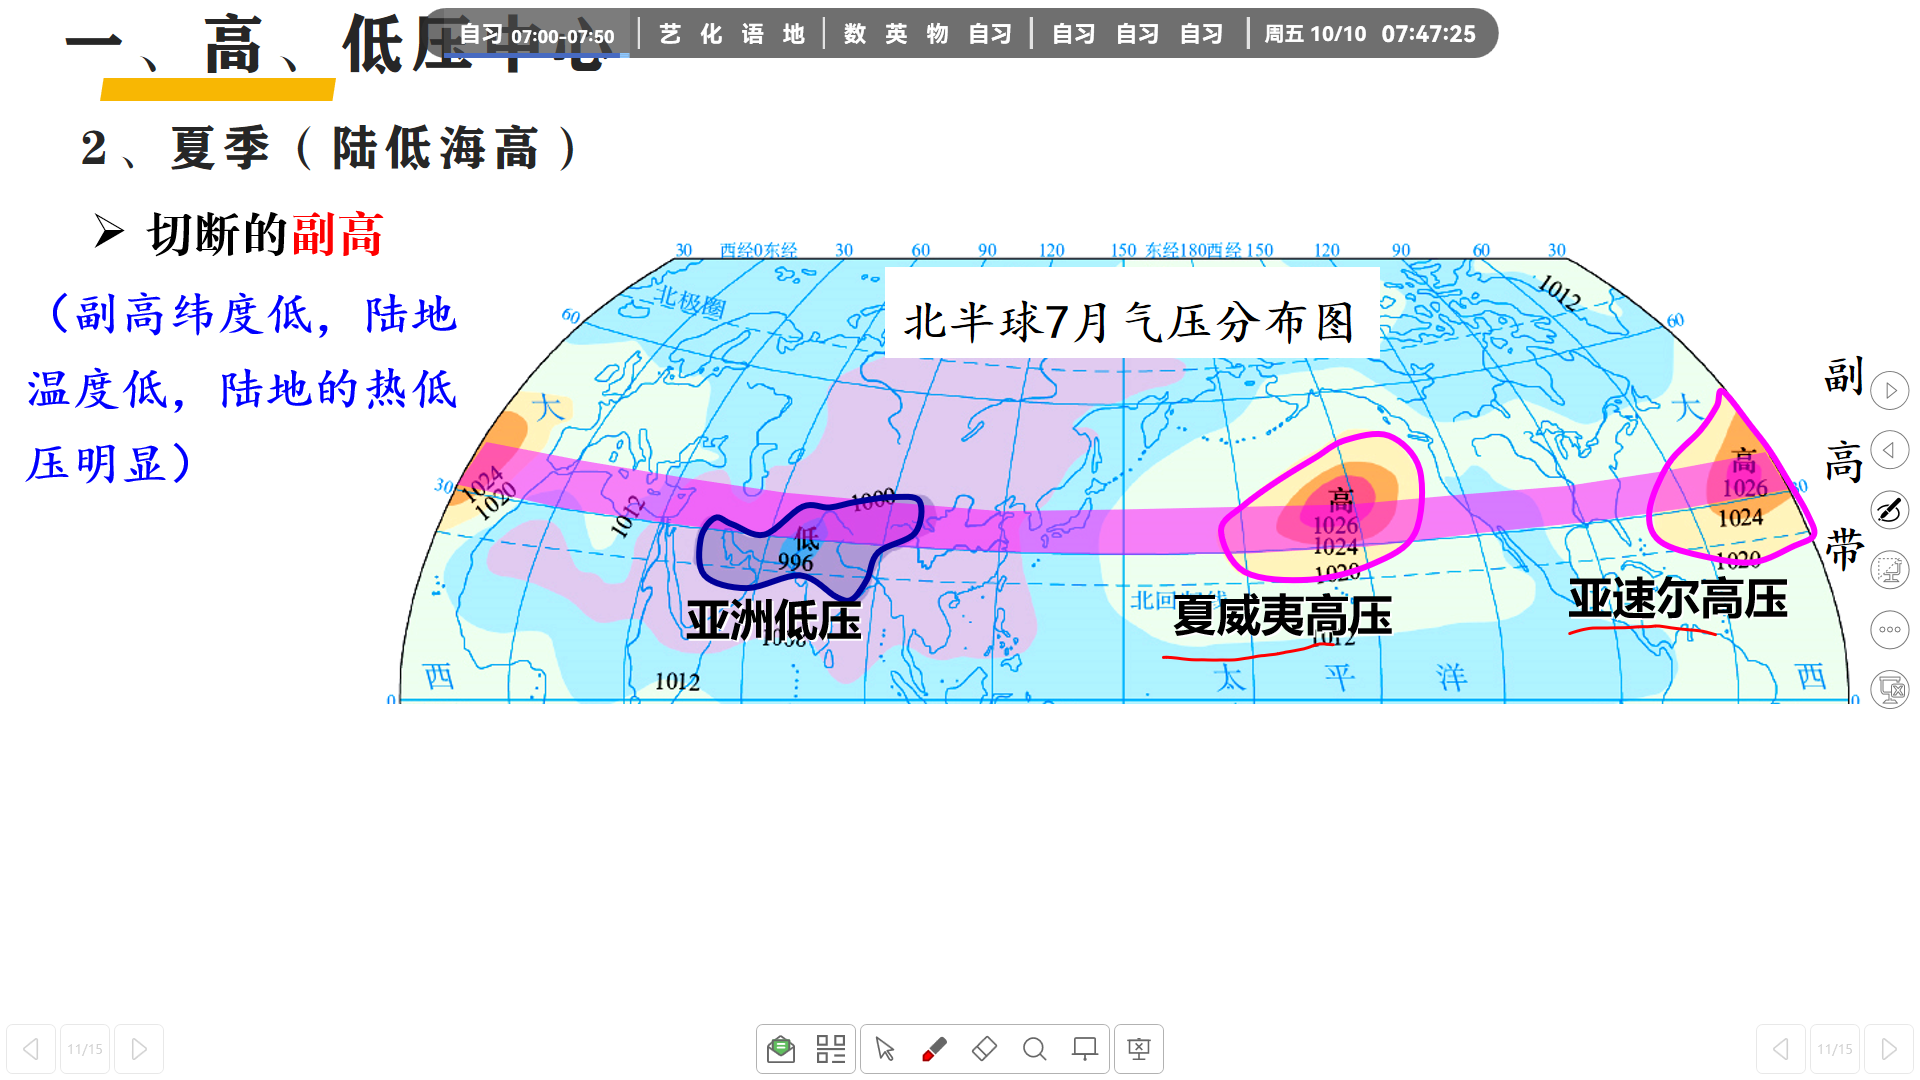 一、高、低压中心
自习 07:00-07:50 艺 化 语 地 数 英 物 自习 自习 自习 自习 周五 10/10 07:47:25
2、夏季（陆低海高）
➢ 切断的副高
（副高纬度低，陆地
温度低，陆地的热低
压明显）
30 西经0东经 30 60 90 120 150 东经180西经 150 120 90 60 30
北极圈
北半球7月气压分布图
1012
60
60
大
大
副
高
带
30
1024
1020
1012
1000
低
996
高
1026
1024
1020
高
1026
30
1024
1020
亚洲低压
北回归线
夏威夷高压
亚速尔高压
1012
1012
西
太 平 洋
西
0
0
11/15
11/15